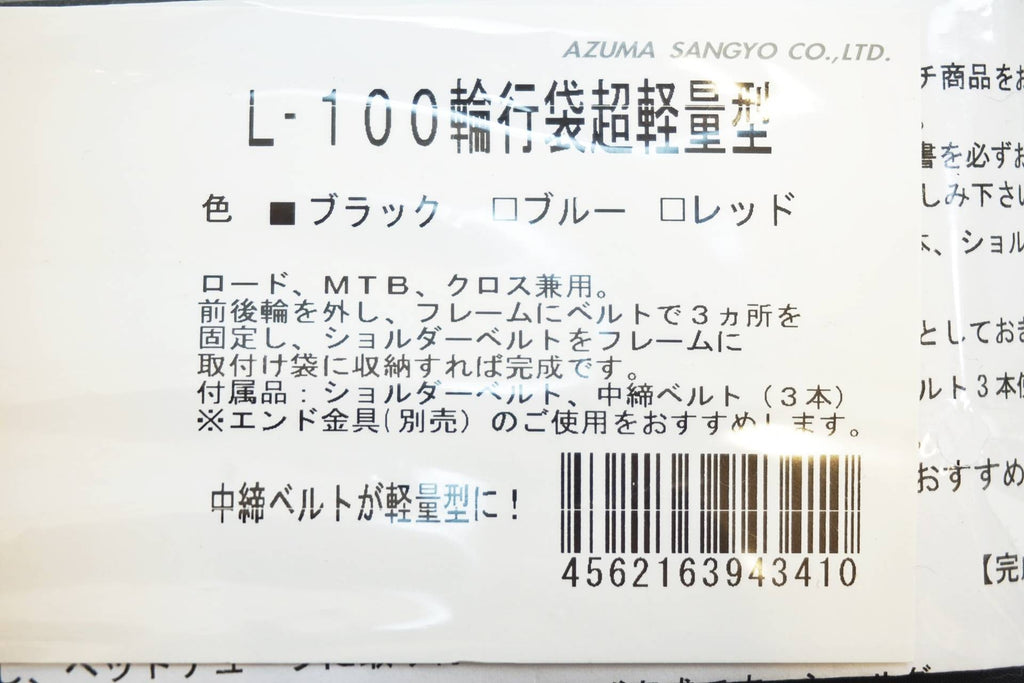 AZUMA SANGYO CO.,LTD.
L-100輪行袋超軽量型
色 ■ブラック □ブルー □レッド
ロード、MTB、クロス兼用。
前後輪を外し、フレームにベルトで3ヵ所を
固定し、ショルダーベルトをフレームに
取付け袋に収納すれば完成です。
付属品：ショルダーベルト、中締ベルト（3本）
※エンド金具(別売）のご使用をおすすめします。
中締ベルトが軽量型に！
4562163943410
チ商品をお
書を必ずお
しみ下さい
、ショル
としておき
ルト3本
おすすめ
【完